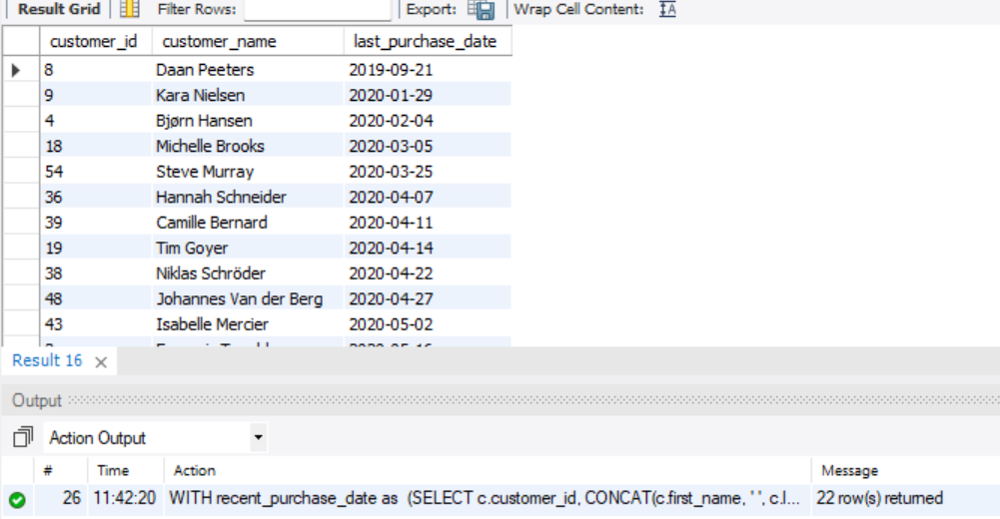 Result Grid Filter Rows: Export: Wrap Cell Content: IA
customer_id customer_name last_purchase_date
8 Daan Peeters 2019-09-21
9 Kara Nielsen 2020-01-29
4 Bjørn Hansen 2020-02-04
18 Michelle Brooks 2020-03-05
54 Steve Murray 2020-03-25
36 Hannah Schneider 2020-04-07
39 Camille Bernard 2020-04-11
19 Tim Goyer 2020-04-14
38 Niklas Schröder 2020-04-22
48 Johannes Van der Berg 2020-04-27
43 Isabelle Mercier 2020-05-02
Result 16
Output
Action Output
# Time Action Message
26 11:42:20 WITH recent_purchase_date as (SELECT c.customer_id, CONCAT(c.first_name, ' ', c.l... 22 row(s) returned